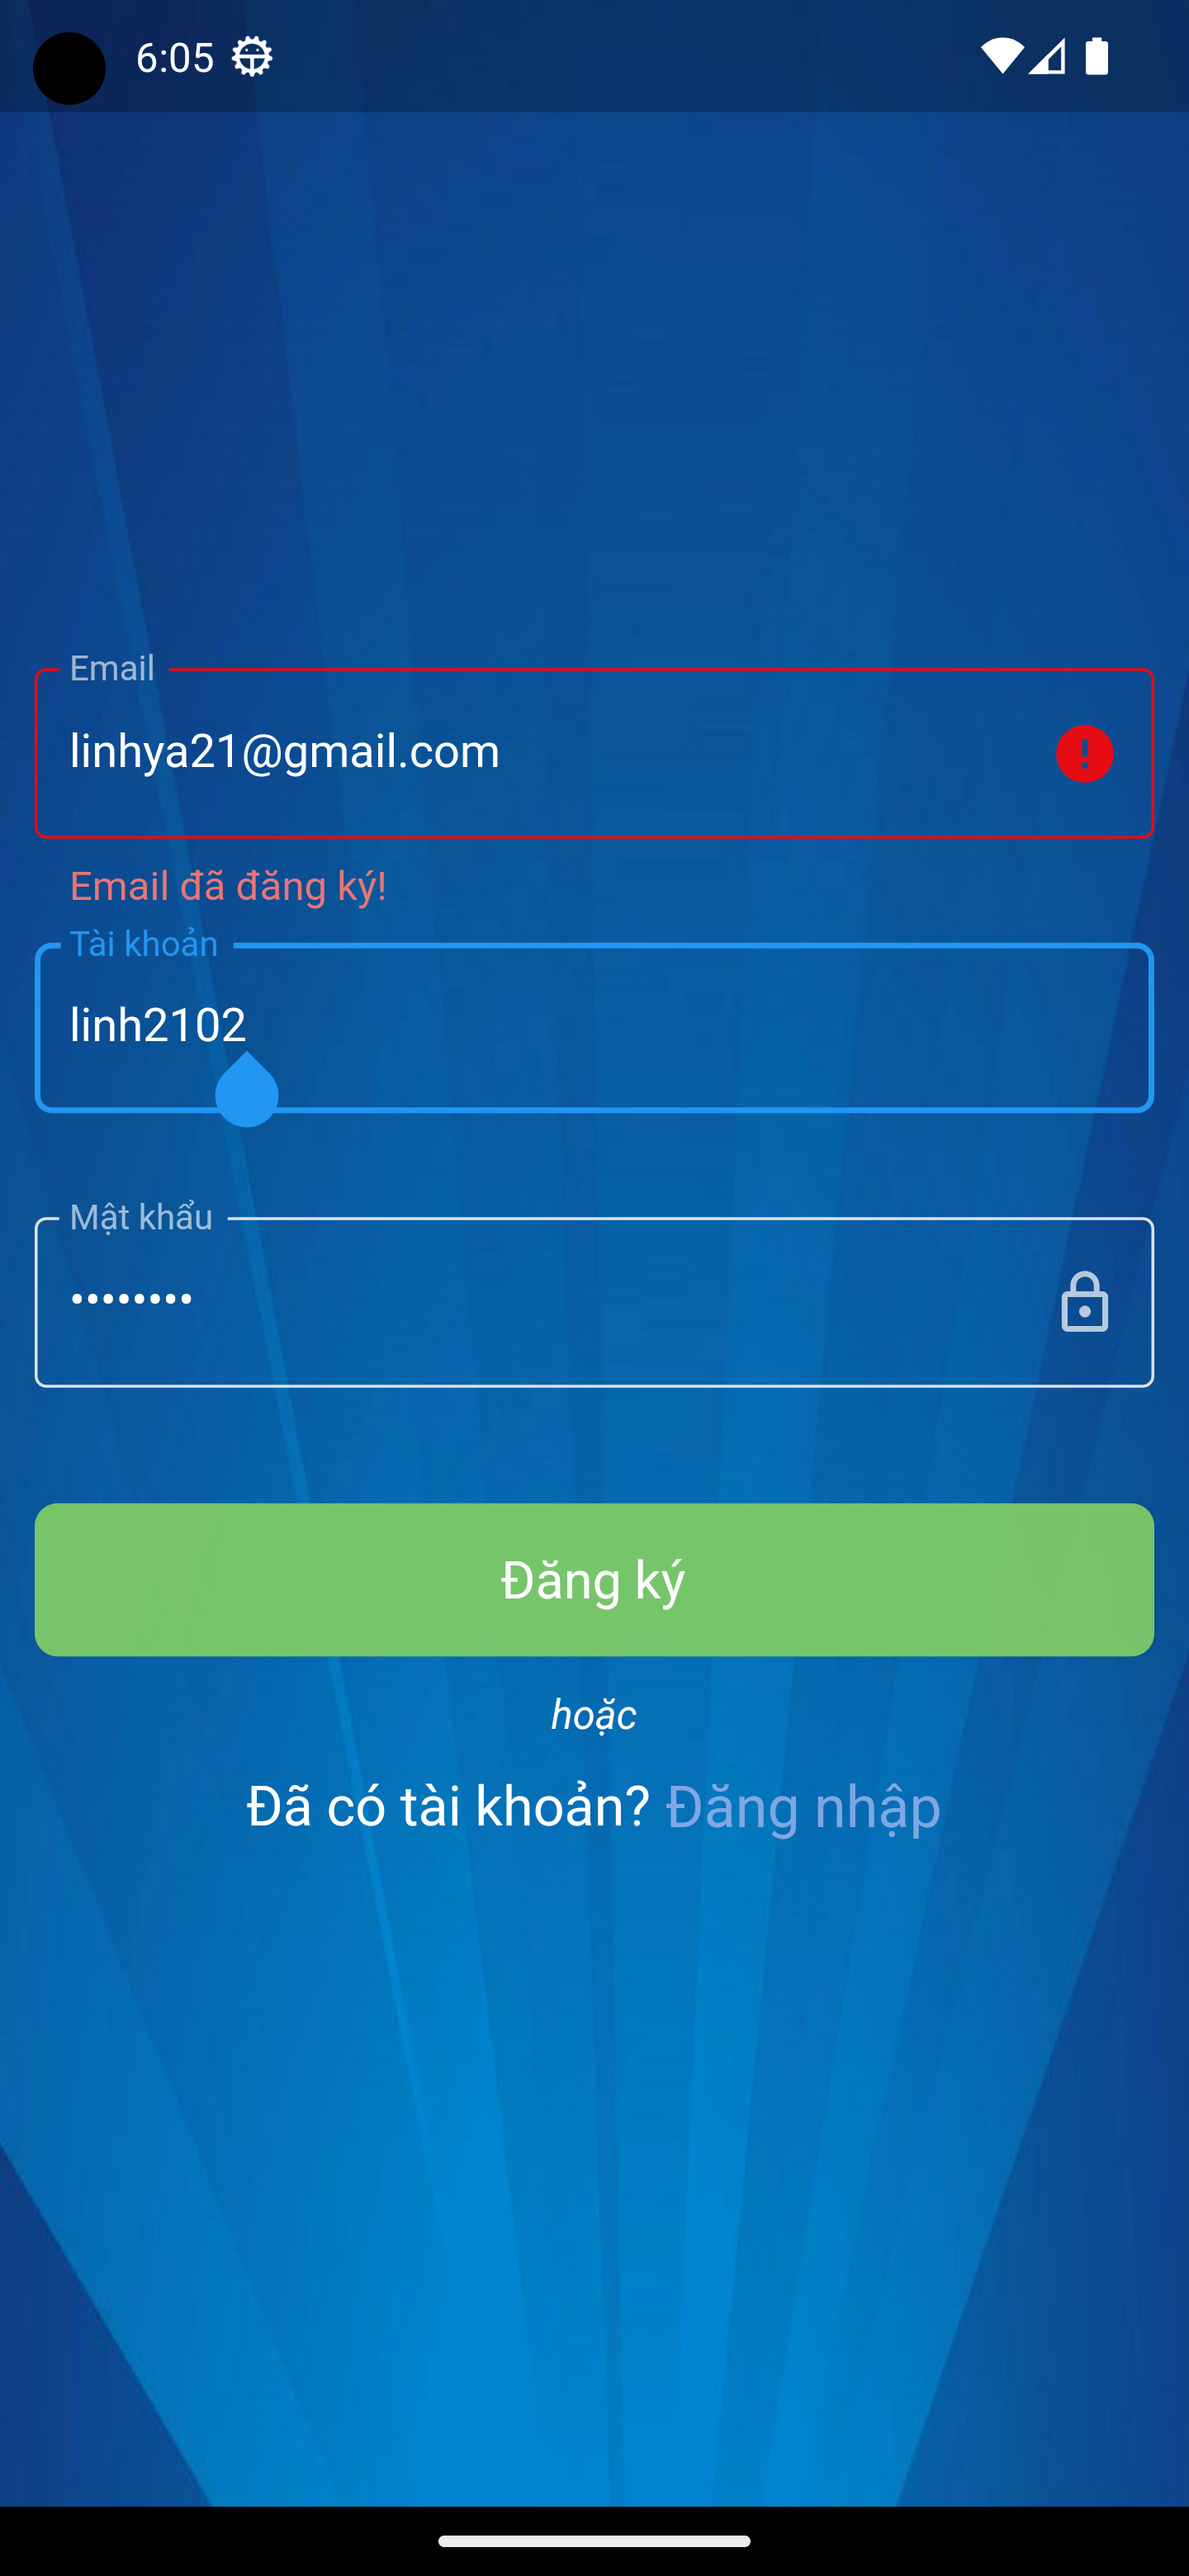 6:05
Email
linhya21@gmail.com
Email đã đăng ký!
Tài khoản
linh2102
Mật khẩu
••••••••
Đăng ký
hoặc
Đã có tài khoản? Đăng nhập